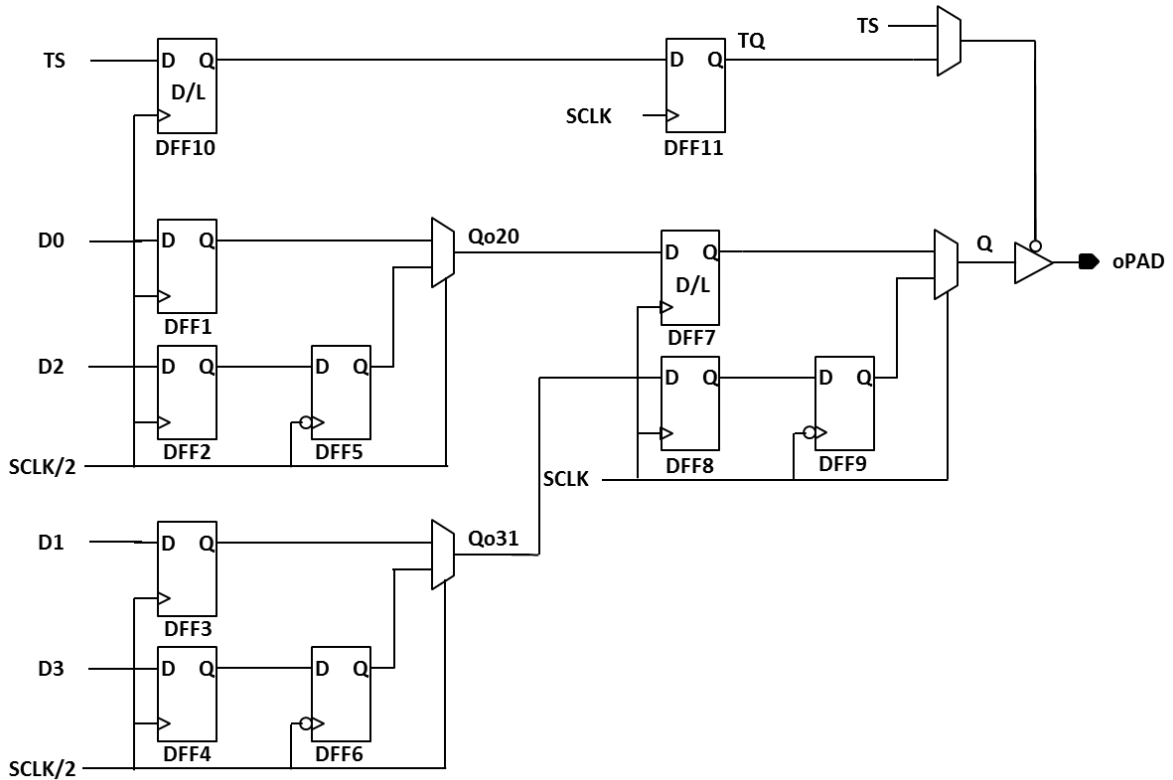 TS
TS
D Q
D Q
TQ
D/L
SCLK
DFF10
DFF11
D0
D Q
Qo20
D Q
Q
oPAD
D/L
DFF1
DFF7
D2
D Q
D Q
D Q
D Q
DFF2
DFF5
DFF8
DFF9
SCLK/2
SCLK
D1
D Q
Qo31
DFF3
D3
D Q
D Q
DFF4
DFF6
SCLK/2